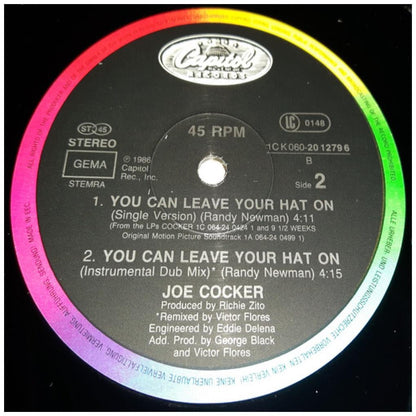 Capitol
RECORDS
45 RPM
ST 45
STEREO
LC 0148
GEMA
STEMRA
℗ 1986
Capitol
Rec., Inc.
1C K 060-20 1279 6
B
Side 2
1. YOU CAN LEAVE YOUR HAT ON
(Single Version) (Randy Newman) 4:11
(From the LPs COCKER 1C 064-24 0424 1 and 9 1/2 WEEKS
Original Motion Picture Soundtrack 1A 064-24 0499 1)
2. YOU CAN LEAVE YOUR HAT ON
(Instrumental Dub Mix)* (Randy Newman) 4:15
JOE COCKER
Produced by Richie Zito
*Remixed by Victor Flores
Engineered by Eddie Delena
Add. Prod. by George Black
and Victor Flores